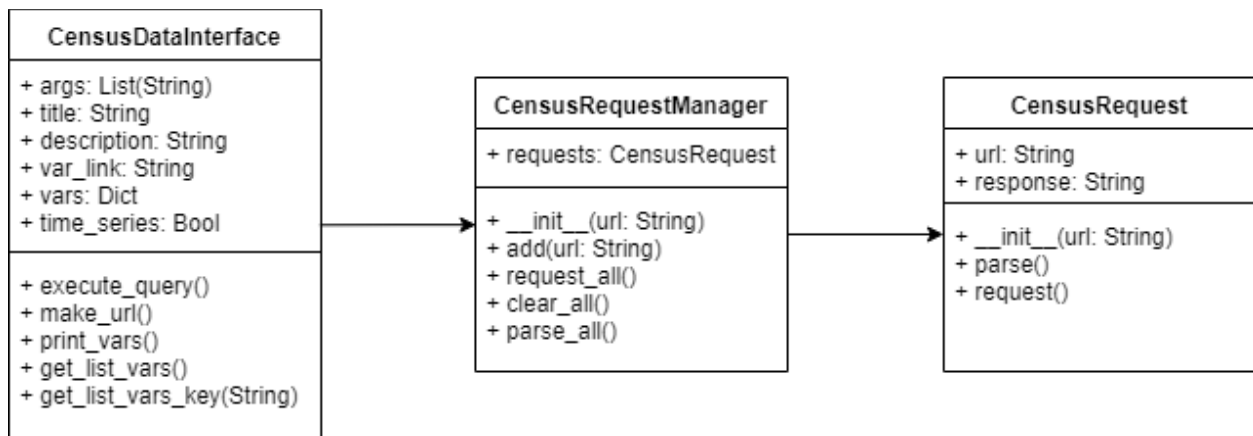 CensusDataInterface
+ args: List(String)
+ title: String
+ description: String
+ var_link: String
+ vars: Dict
+ time_series: Bool
+ execute_query()
+ make_url()
+ print_vars()
+ get_list_vars()
+ get_list_vars_key(String)
CensusRequestManager
+ requests: CensusRequest
+ __init__(url: String)
+ add(url: String)
+ request_all()
+ clear_all()
+ parse_all()
CensusRequest
+ url: String
+ response: String
+ __init__(url: String)
+ parse()
+ request()